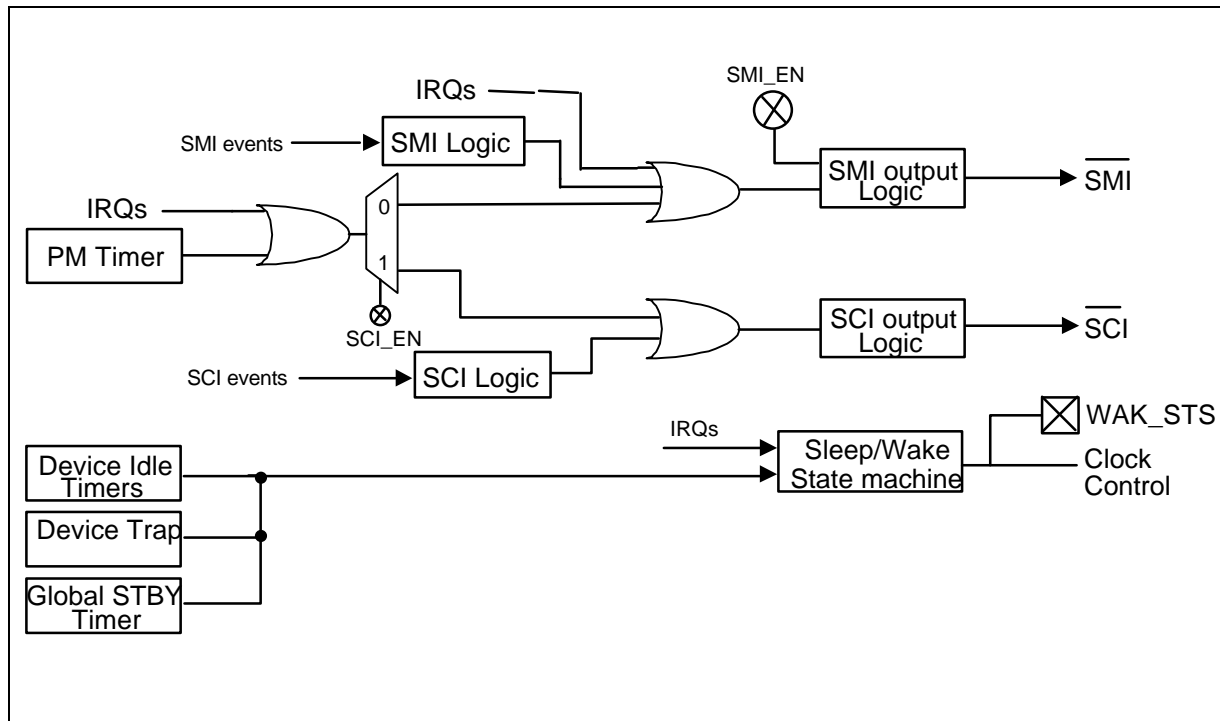 SMI_EN
IRQs
SMI events
SMI Logic
SMI output
Logic
SMI
IRQs
0
PM Timer
1
SCI_EN
SCI output
Logic
SCI
SCI events
SCI Logic
IRQs
WAK_STS
Sleep/Wake
State machine
Clock
Control
Device Idle
Timers
Device Trap
Global STBY
Timer